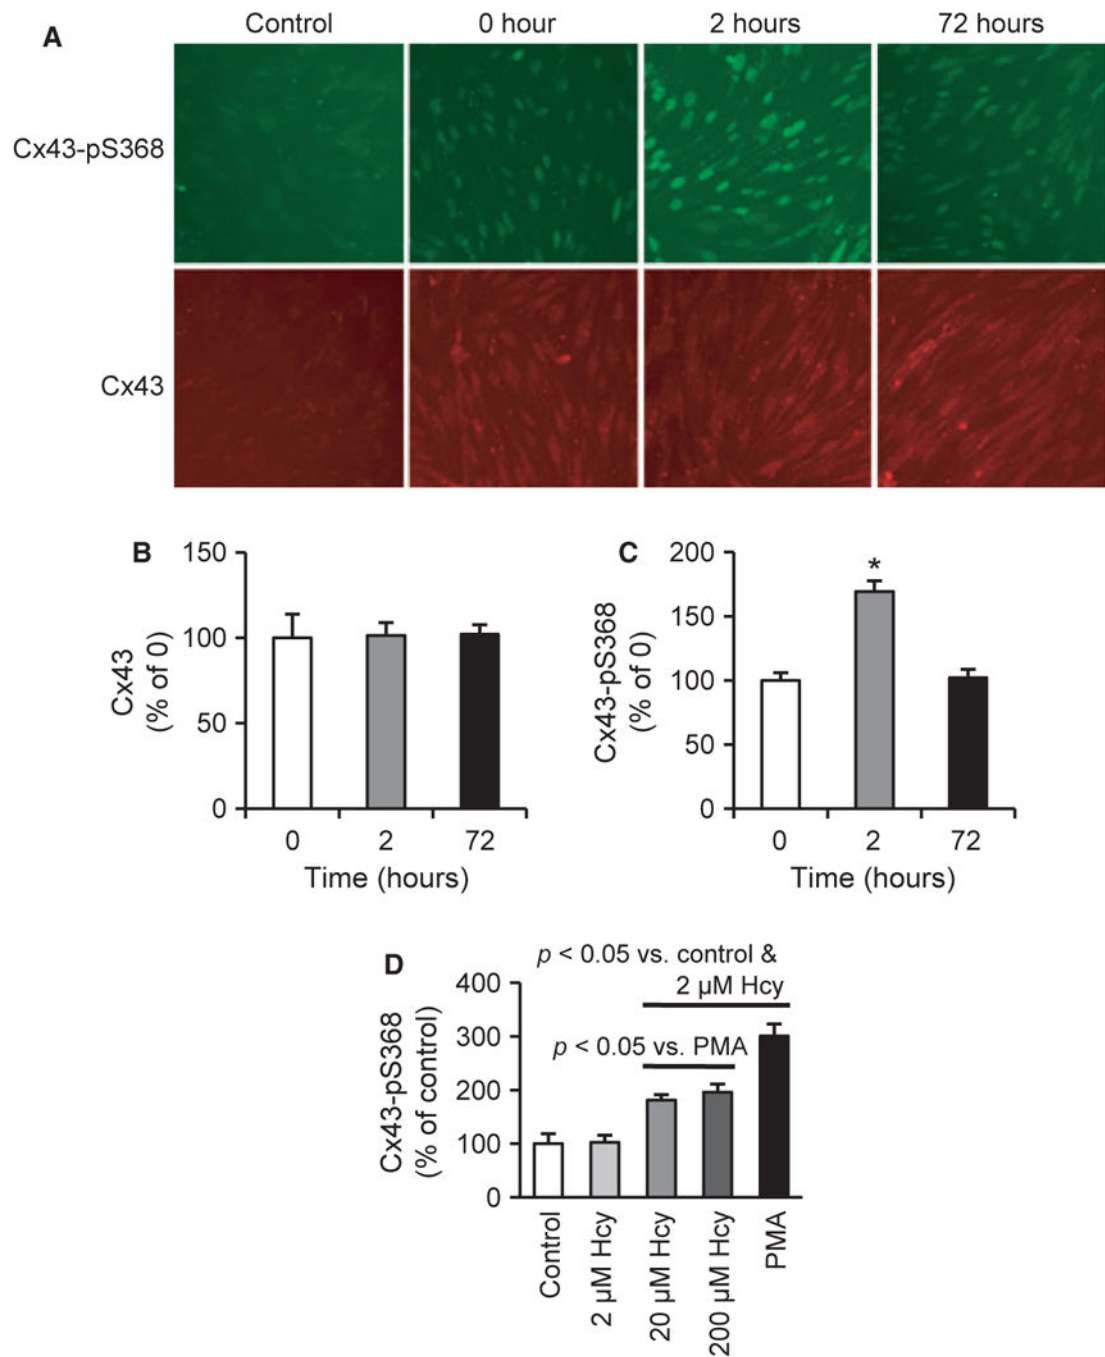 A
Control
0 hour
2 hours
72 hours
Cx43-pS368
Cx43
B
Cx43
(% of 0)
150
100
50
0
0
2
72
Time (hours)
C
Cx43-pS368
(% of 0)
200
150
100
50
0
*
0
2
72
Time (hours)
D
p < 0.05 vs. control &
2 µM Hcy
p < 0.05 vs. PMA
Cx43-pS368
(% of control)
400
300
200
100
0
Control
2 µM Hcy
20 µM Hcy
200 µM Hcy
PMA